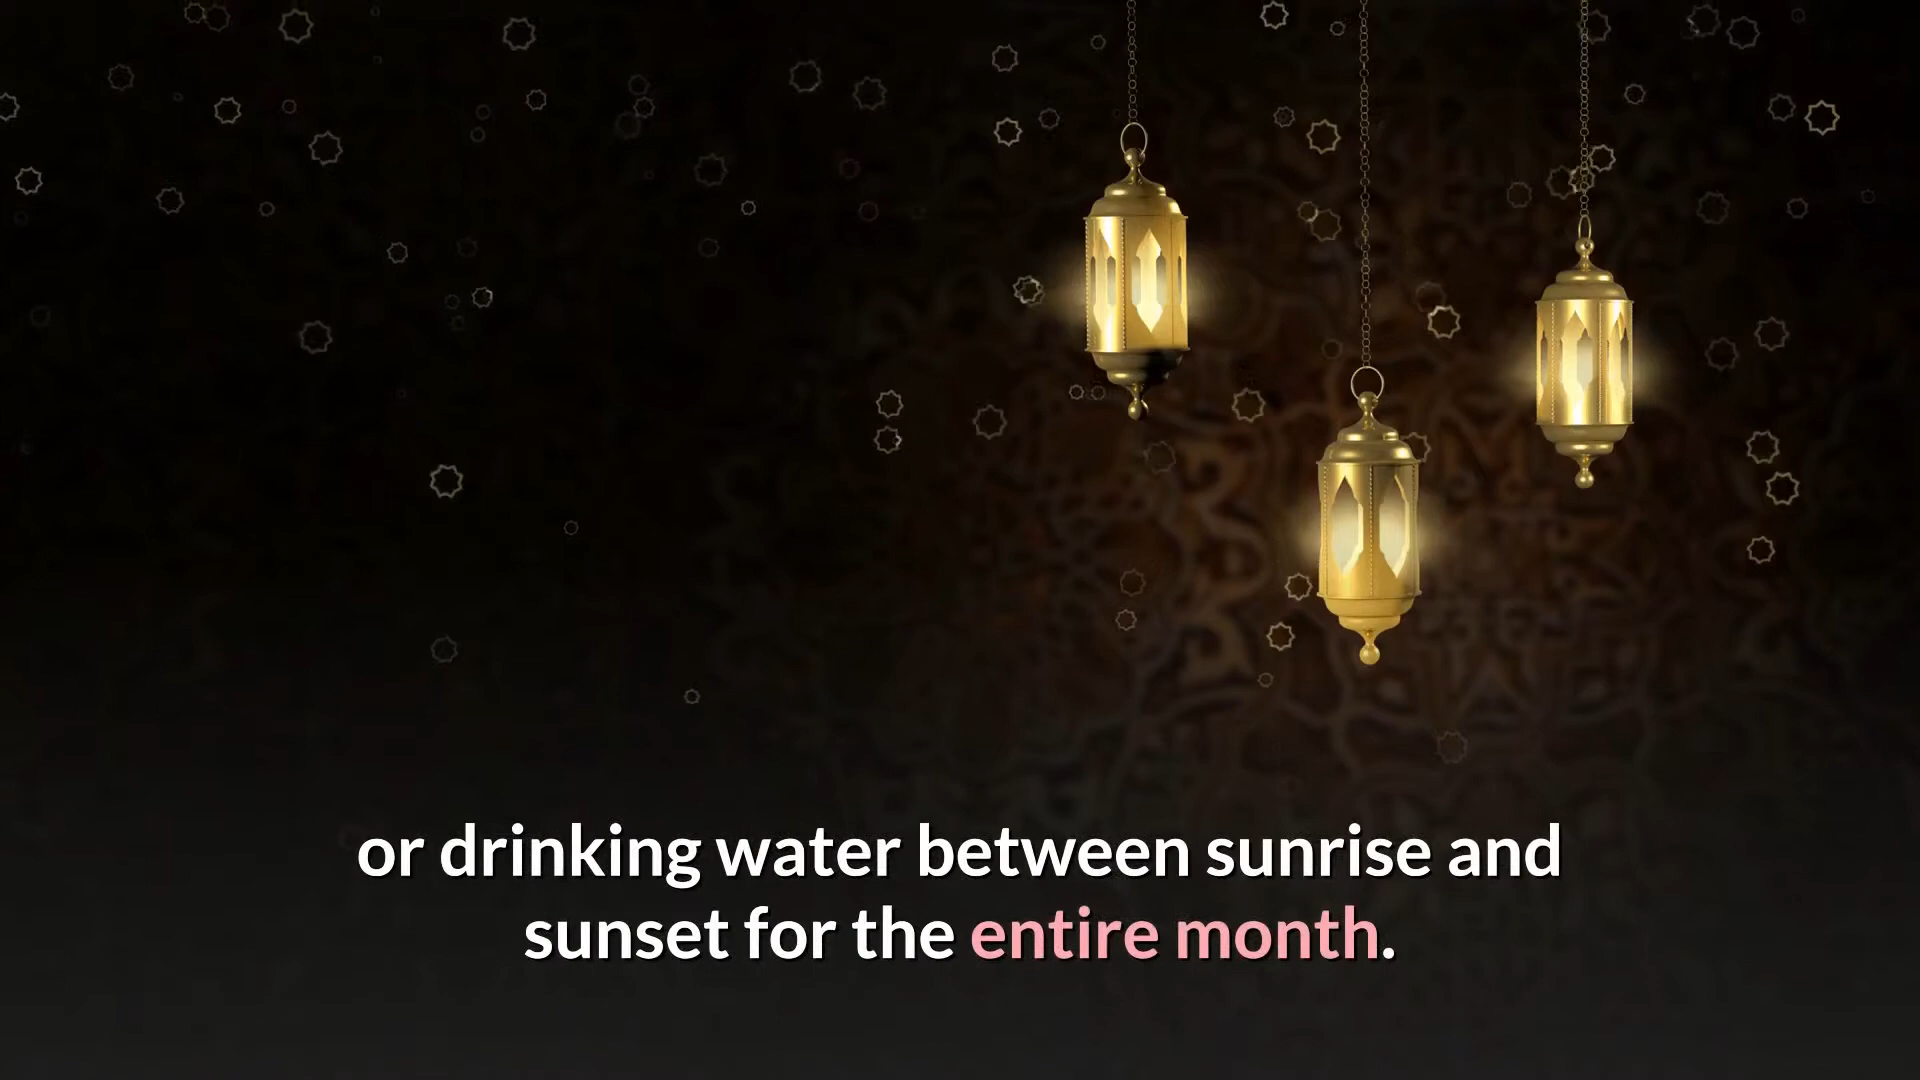 or drinking water between sunrise and
sunset for the entire month.